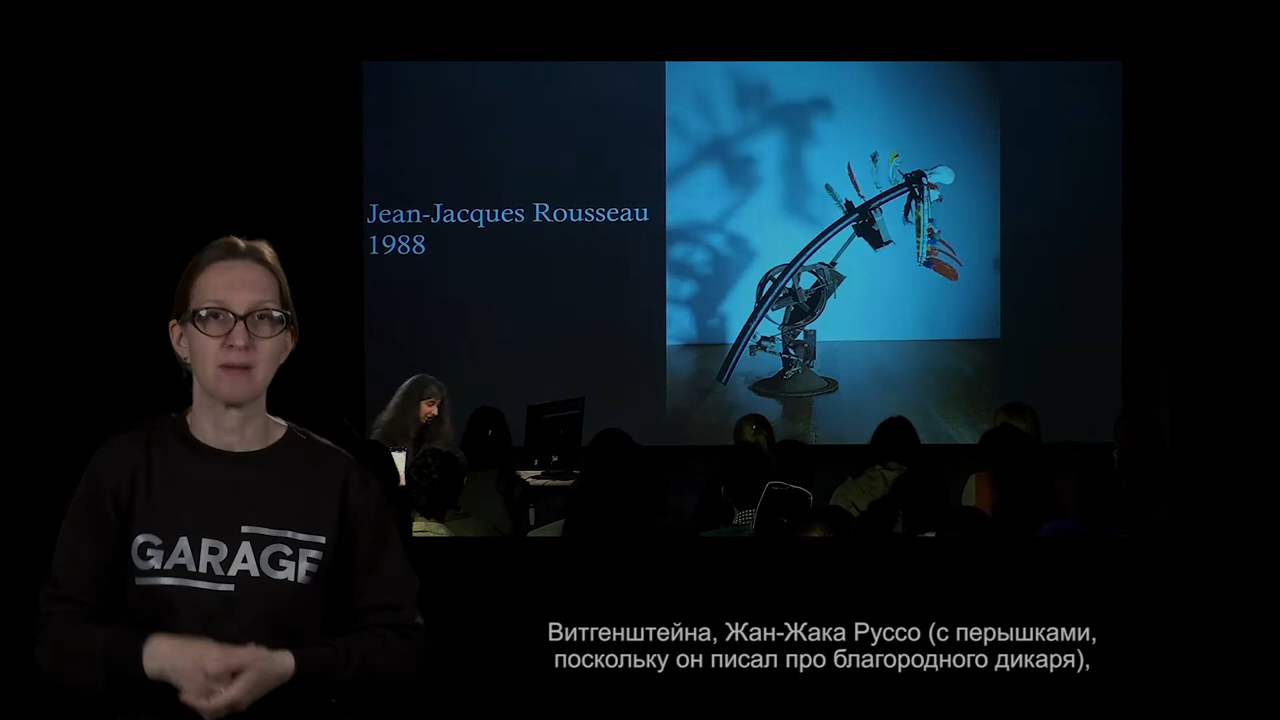 Jean-Jacques Rousseau
1988
GARAGE
Витгенштейна, Жан-Жака Руссо (с перышками,
поскольку он писал про благородного дикаря),